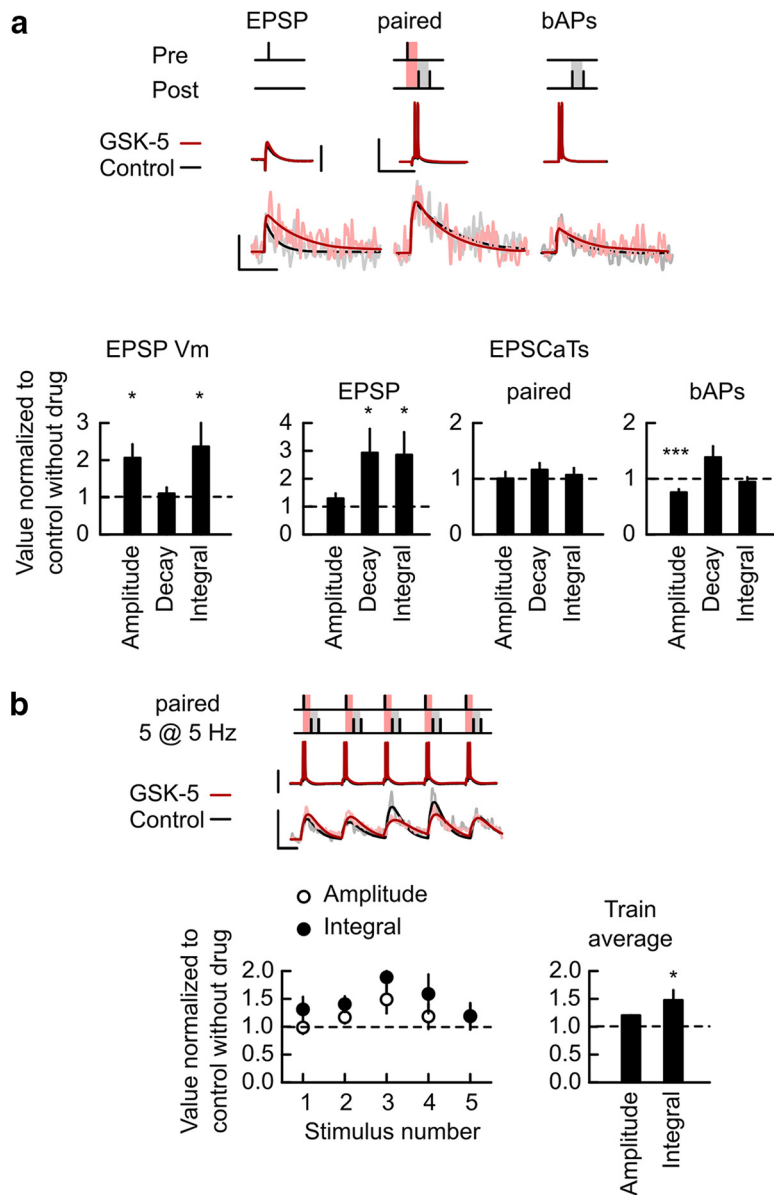 a
EPSP paired bAPs
Pre
Post
GSK-5
Control
EPSP Vm EPSCaTs
EPSP paired bAPs
Value normalized to
control without drug
3
2
1
0
* *
Amplitude
Decay
Integral
4
3
2
1
0
* *
Amplitude
Decay
Integral
2
1
0
Amplitude
Decay
Integral
2
1
0
***
Amplitude
Decay
Integral
b
paired
5 @ 5 Hz
GSK-5
Control
Amplitude
Integral
Value normalized to
control without drug
2.0
1.5
1.0
0.5
0.0
1 2 3 4 5
Stimulus number
Train
average
*
2.0
1.5
1.0
0.5
0.0
Amplitude
Integral